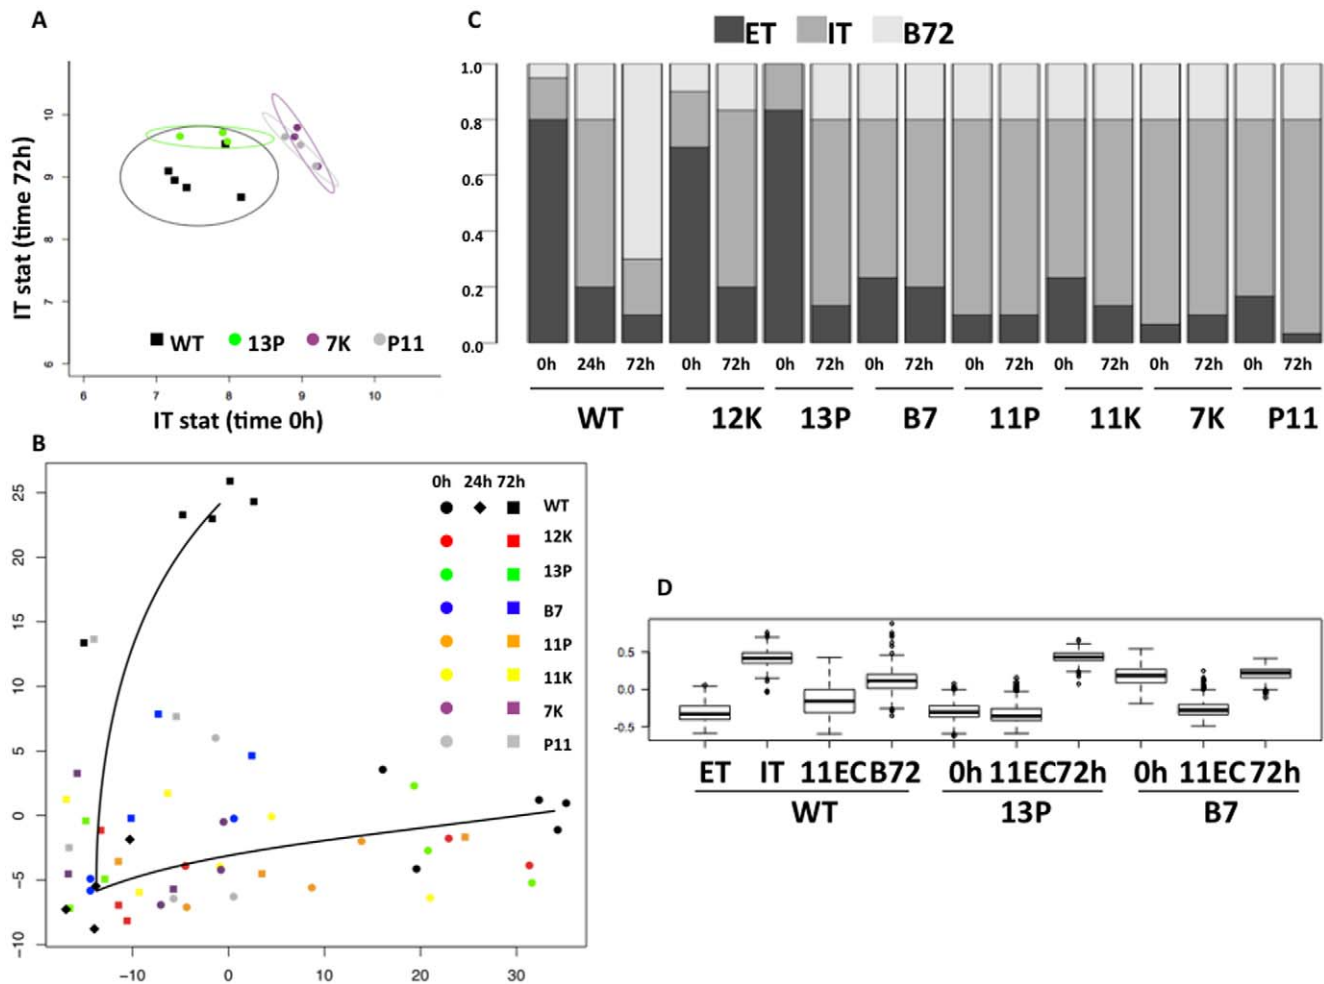 A
IT stat (time 72h)
10
9
8
7
6
6 7 8 9 10
WT 13P 7K P11
IT stat (time 0h)
C
ET IT B72
1.0
0.8
0.6
0.4
0.2
0.0
0h 24h 72h 0h 72h 0h 72h 0h 72h 0h 72h 0h 72h 0h 72h 0h 72h
WT 12K 13P B7 11P 11K 7K P11
B
25
20
15
10
5
0
−5
−10
−10 0 10 20 30
0h 24h 72h
WT
12K
13P
B7
11P
11K
7K
P11
D
0.5
0.0
-0.5
ET IT 11EC B72 0h 11EC 72h 0h 11EC 72h
WT 13P B7